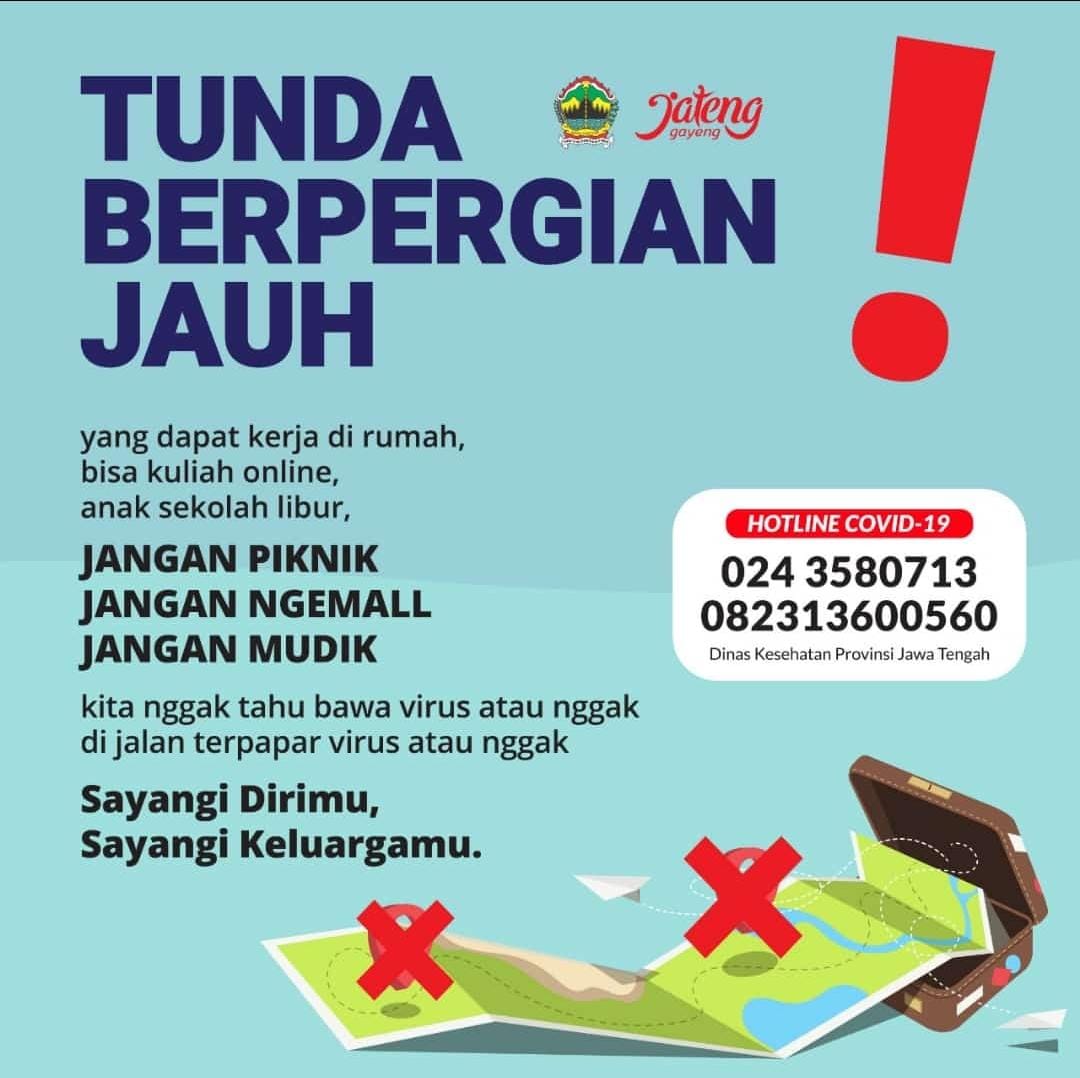 TUNDA
BERPERGIAN
JAUH
Jateng
gayeng
!
yang dapat kerja di rumah,
bisa kuliah online,
anak sekolah libur,
JANGAN PIKNIK
JANGAN NGEMALL
JANGAN MUDIK
kita nggak tahu bawa virus atau nggak
di jalan terpapar virus atau nggak
Sayangi Dirimu,
Sayangi Keluargamu.
HOTLINE COVID-19
024 3580713
082313600560
Dinas Kesehatan Provinsi Jawa Tengah